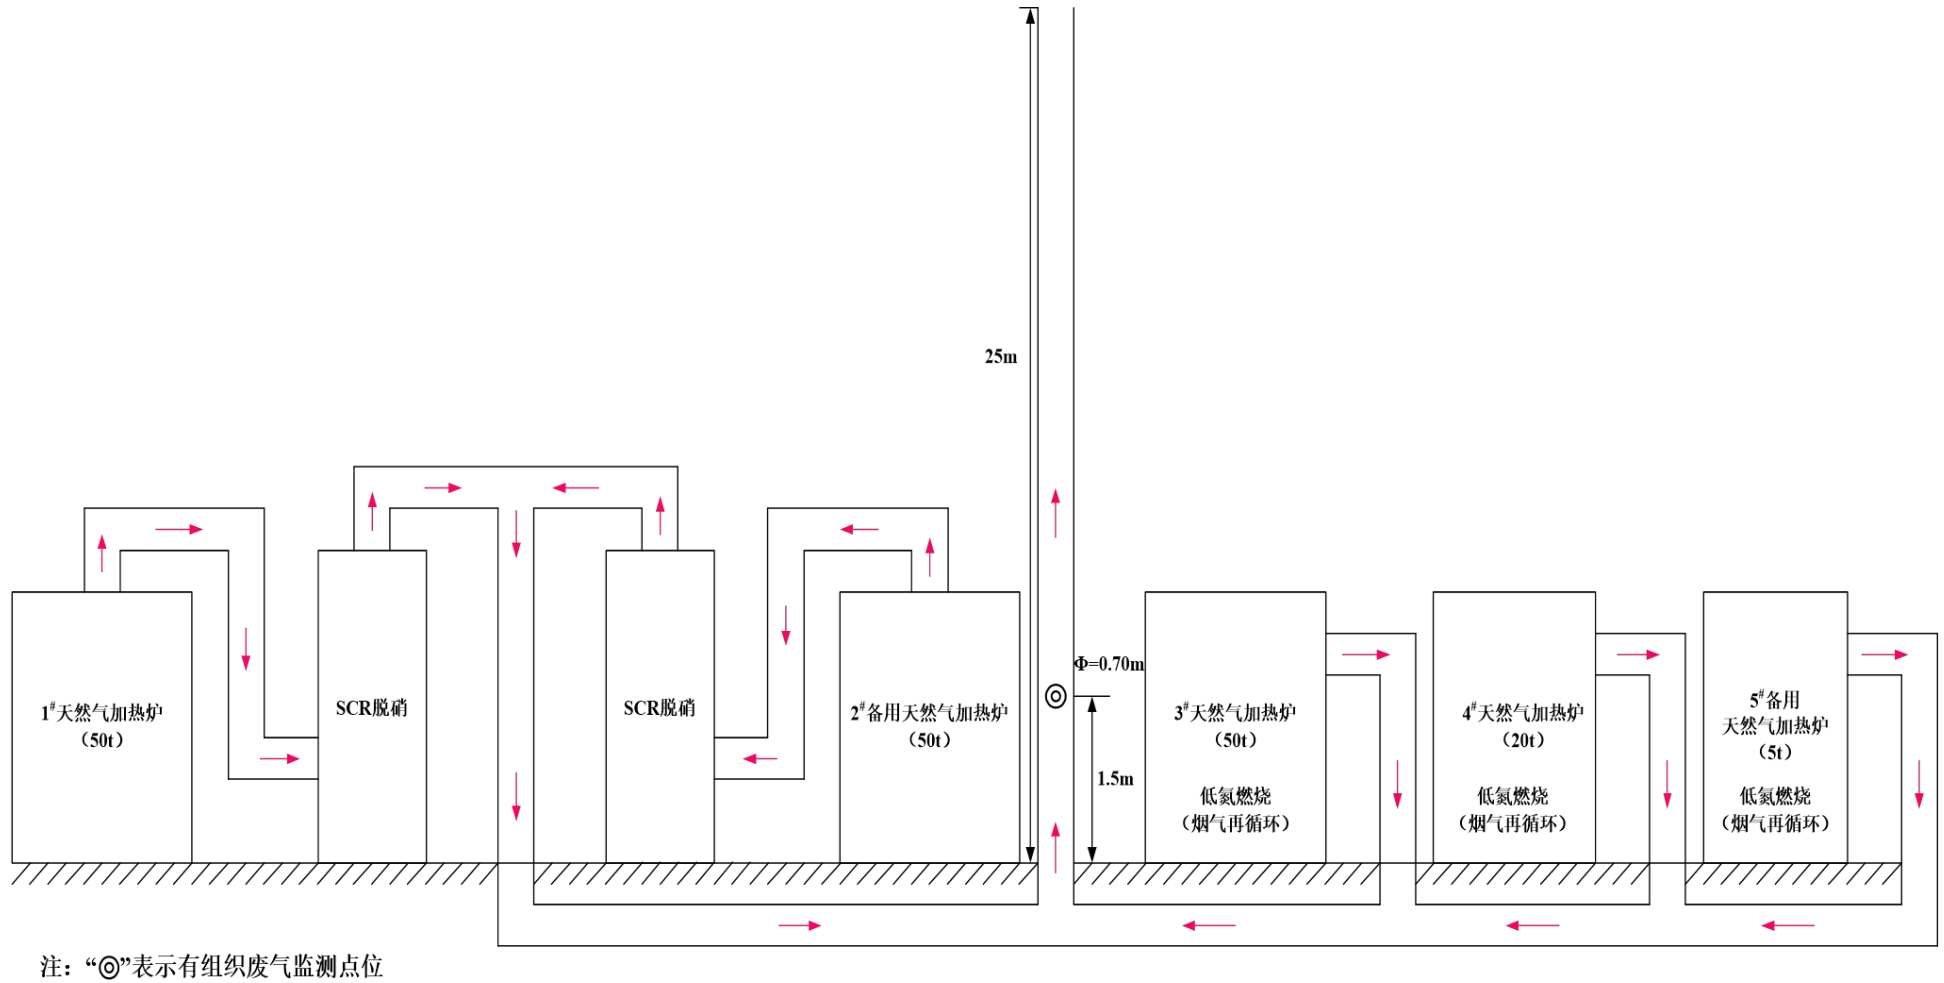 25m
Φ=0.70m
1.5m
1#天然气加热炉
（50t）
SCR脱硝
SCR脱硝
2#备用天然气加热炉
（50t）
3#天然气加热炉
（50t）
低氮燃烧
（烟气再循环）
4#天然气加热炉
（20t）
低氮燃烧
（烟气再循环）
5#备用
天然气加热炉
（5t）
低氮燃烧
（烟气再循环）
注：“◎”表示有组织废气监测点位